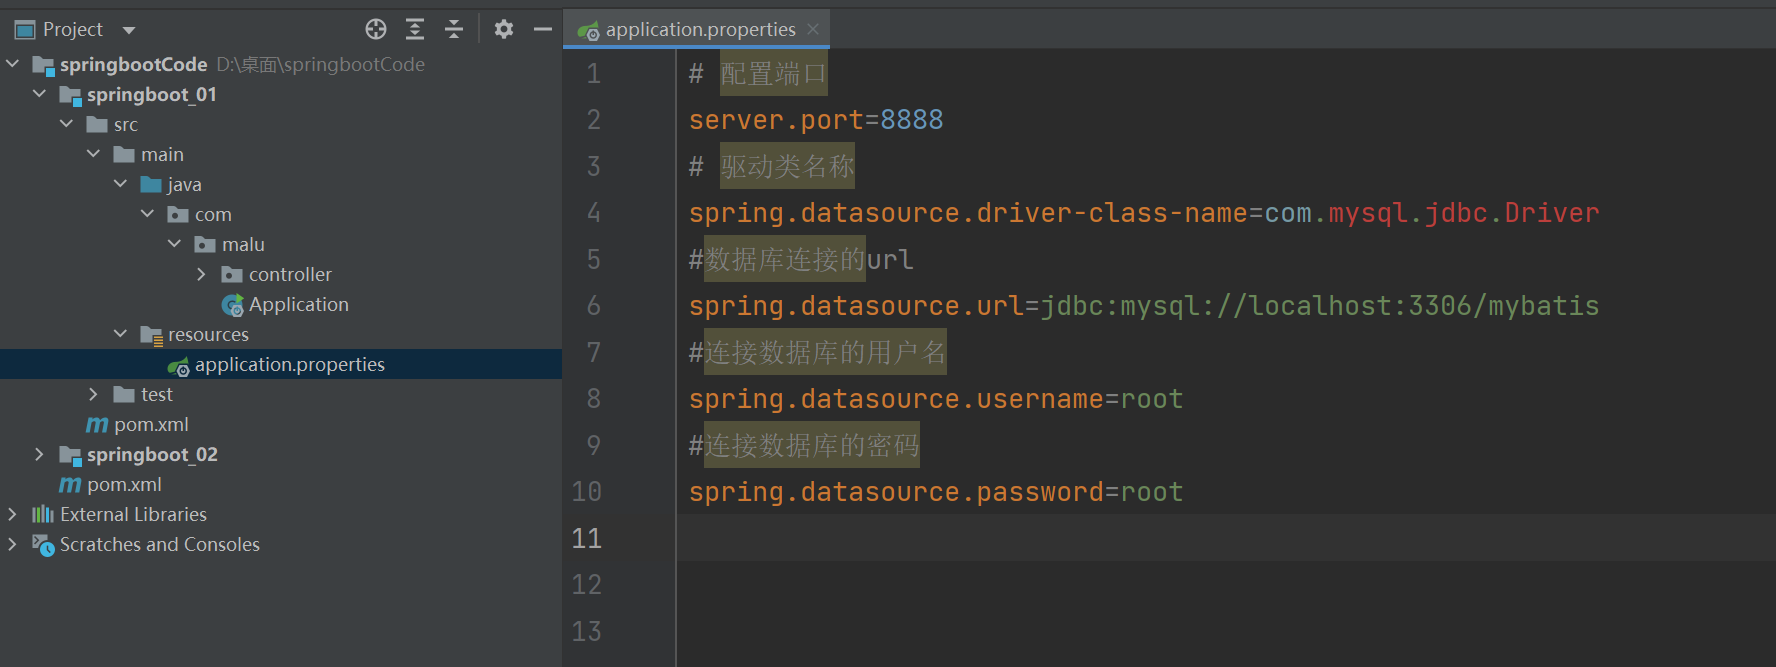 Project
springbootCode D:\桌面\springbootCode
springboot_01
src
main
java
com
malu
controller
Application
resources
application.properties
test
pom.xml
springboot_02
pom.xml
External Libraries
Scratches and Consoles
application.properties
1 # 配置端口
2 server.port=8888
3 # 驱动类名称
4 spring.datasource.driver-class-name=com.mysql.jdbc.Driver
5 #数据库连接的url
6 spring.datasource.url=jdbc:mysql://localhost:3306/mybatis
7 #连接数据库的用户名
8 spring.datasource.username=root
9 #连接数据库的密码
10 spring.datasource.password=root
11
12
13